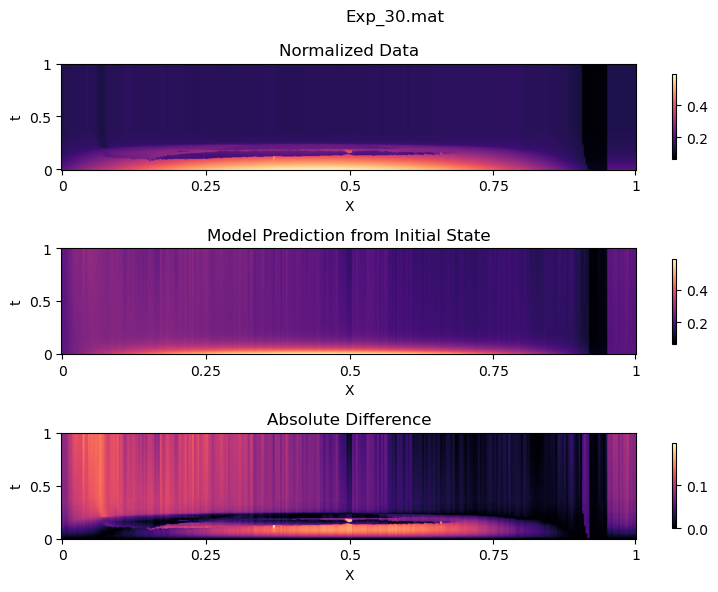 Exp_30.mat
Normalized Data
1
0.5
0
t
0 0.25 0.5 0.75 1
X
0.4
0.2
Model Prediction from Initial State
1
0.5
0
t
0 0.25 0.5 0.75 1
X
0.4
0.2
Absolute Difference
1
0.5
0
t
0 0.25 0.5 0.75 1
X
0.1
0.0